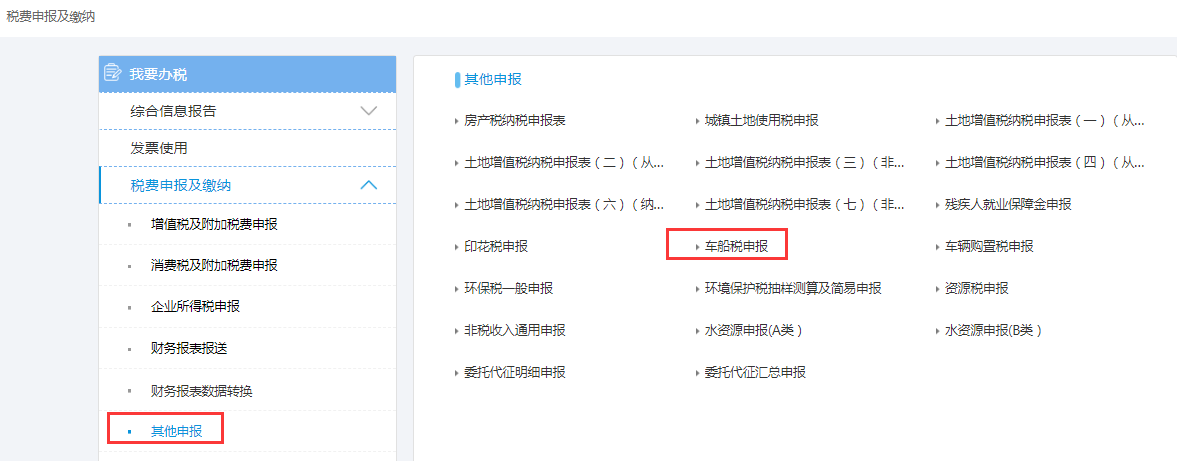 税费申报及缴纳
我要办税
综合信息报告
发票使用
税费申报及缴纳
增值税及附加税费申报
消费税及附加税费申报
企业所得税申报
财务报表报送
财务报表数据转换
其他申报
其他申报
房产税纳税申报表
城镇土地使用税申报
土地增值税纳税申报表（一）（从...
土地增值税纳税申报表（二）（从...
土地增值税纳税申报表（三）（非...
土地增值税纳税申报表（四）（从...
土地增值税纳税申报表（六）（纳...
土地增值税纳税申报表（七）（非...
残疾人就业保障金申报
印花税申报
车船税申报
车辆购置税申报
环保税一般申报
环境保护税抽样测算及简易申报
资源税申报
非税收入通用申报
水资源申报(A类）
水资源申报(B类）
委托代征明细申报
委托代征汇总申报